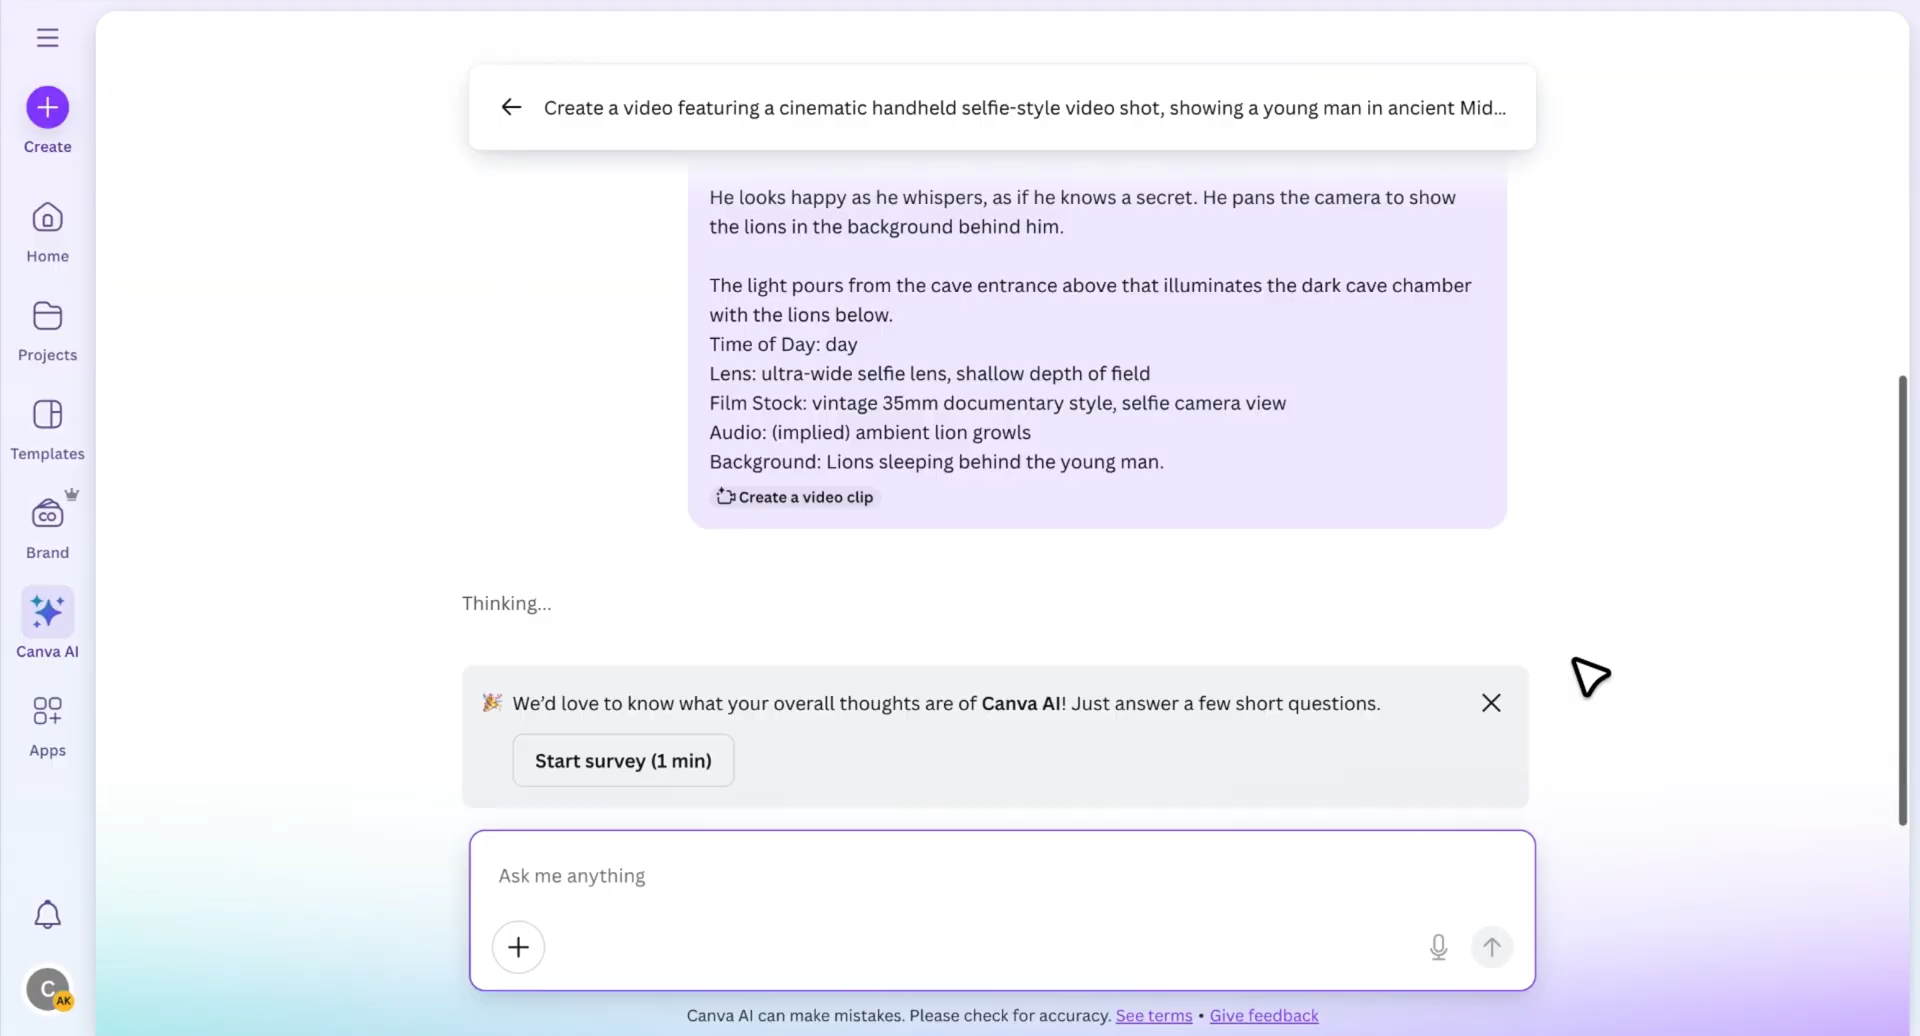 Create a video featuring a cinematic handheld selfie-style video shot, showing a young man in ancient Mid...
Create
Home
Projects
Templates
CO
Brand
Canva AI
Apps
C
AK
He looks happy as he whispers, as if he knows a secret. He pans the camera to show
the lions in the background behind him.
The light pours from the cave entrance above that illuminates the dark cave chamber
with the lions below.
Time of Day: day
Lens: ultra-wide selfie lens, shallow depth of field
Film Stock: vintage 35mm documentary style, selfie camera view
Audio: (implied) ambient lion growls
Background: Lions sleeping behind the young man.
Create a video clip
Thinking...
We’d love to know what your overall thoughts are of Canva AI! Just answer a few short questions.
Start survey (1 min)
Ask me anything
Canva AI can make mistakes. Please check for accuracy. See terms • Give feedback